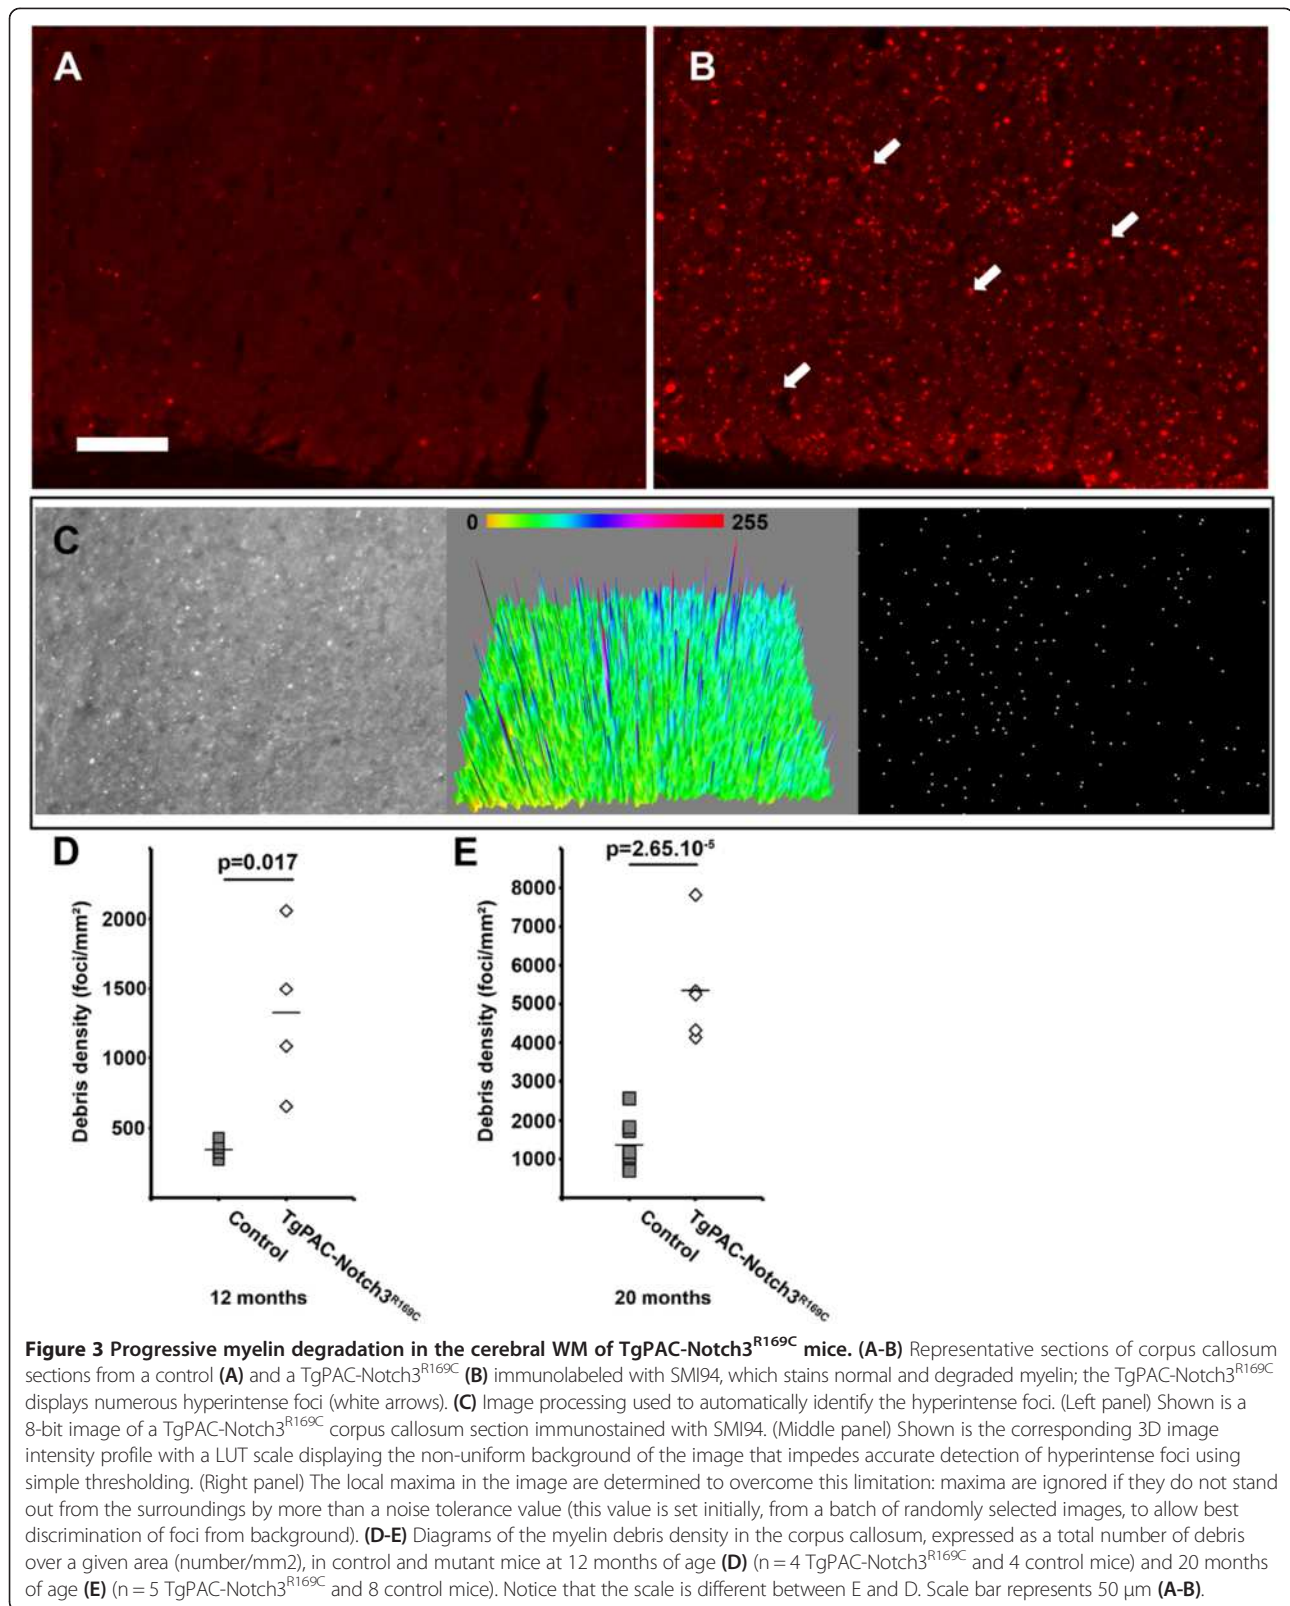 A
B
C
0 255
D
p=0.017
Debris density (foci/mm²)
2000
1500
1000
500
Control
TgPAC-Notch3R169C
12 months
E
p=2.65.10-5
Debris density (foci/mm²)
8000
7000
6000
5000
4000
3000
2000
1000
Control
TgPAC-Notch3R169C
20 months
Figure 3 Progressive myelin degradation in the cerebral WM of TgPAC-Notch3R169C mice. (A-B) Representative sections of corpus callosum
sections from a control (A) and a TgPAC-Notch3R169C (B) immunolabeled with SMI94, which stains normal and degraded myelin; the TgPAC-Notch3R169C
displays numerous hyperintense foci (white arrows). (C) Image processing used to automatically identify the hyperintense foci. (Left panel) Shown is a
8-bit image of a TgPAC-Notch3R169C corpus callosum section immunostained with SMI94. (Middle panel) Shown is the corresponding 3D image
intensity profile with a LUT scale displaying the non-uniform background of the image that impedes accurate detection of hyperintense foci using
simple thresholding. (Right panel) The local maxima in the image are determined to overcome this limitation: maxima are ignored if they do not stand
out from the surroundings by more than a noise tolerance value (this value is set initially, from a batch of randomly selected images, to allow best
discrimination of foci from background). (D-E) Diagrams of the myelin debris density in the corpus callosum, expressed as a total number of debris
over a given area (number/mm2), in control and mutant mice at 12 months of age (D) (n = 4 TgPAC-Notch3R169C and 4 control mice) and 20 months
of age (E) (n = 5 TgPAC-Notch3R169C and 8 control mice). Notice that the scale is different between E and D. Scale bar represents 50 μm (A-B).